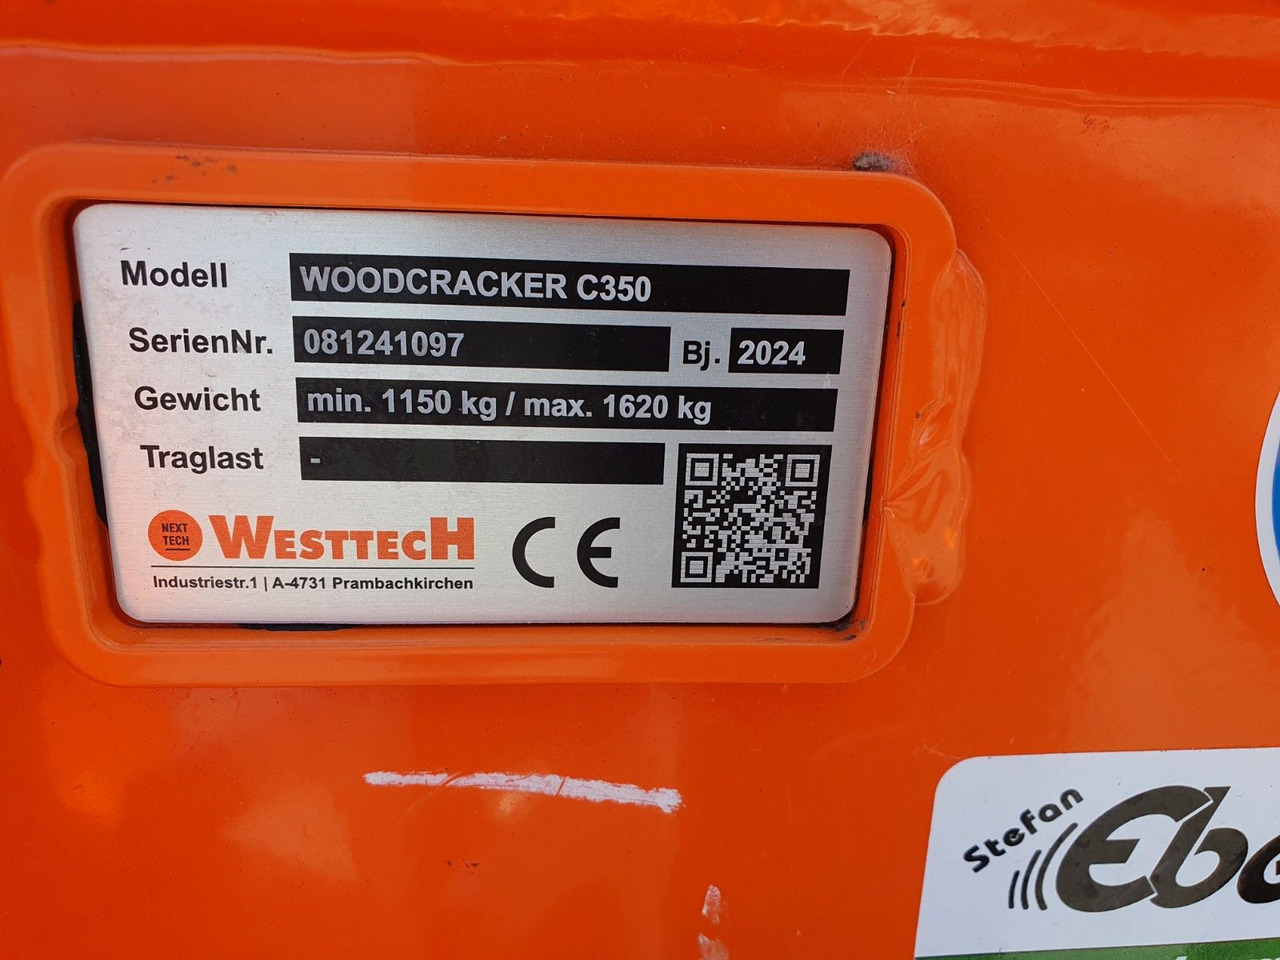 Modell WOODCRACKER C350
SerienNr. 081241097 Bj. 2024
Gewicht min. 1150 kg / max. 1620 kg
Traglast -
NEXT
TECH
WESTTECH
CE
Industriestr.1 | A-4731 Prambachkirchen
Stefan